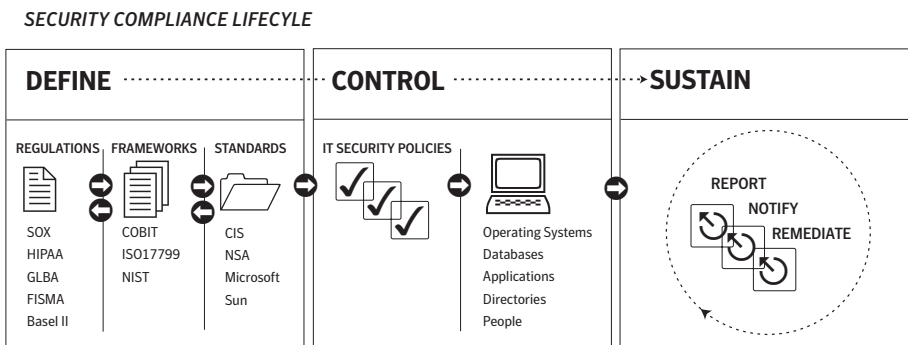 SECURITY COMPLIANCE LIFECYLE
DEFINE
CONTROL
SUSTAIN
REGULATIONS
SOX
HIPAA
GLBA
FISMA
Basel II
FRAMEWORKS
COBIT
ISO17799
NIST
STANDARDS
CIS
NSA
Microsoft
Sun
IT SECURITY POLICIES
Operating Systems
Databases
Applications
Directories
People
REPORT
NOTIFY
REMEDIATE